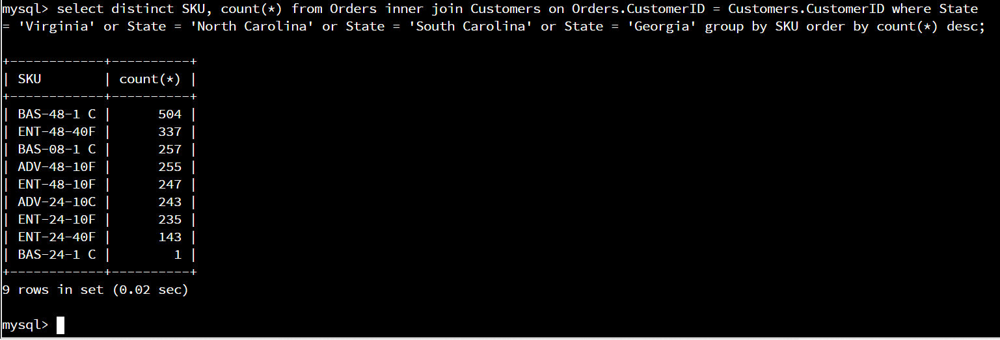 mysql> select distinct SKU, count(*) from Orders inner join Customers on Orders.CustomerID = Customers.CustomerID where State
= 'Virginia' or State = 'North Carolina' or State = 'South Carolina' or State = 'Georgia' group by SKU order by count(*) desc;
+------------+----------+
| SKU        | count(*) |
+------------+----------+
| BAS-48-1 C |      504 |
| ENT-48-40F |      337 |
| BAS-08-1 C |      257 |
| ADV-48-10F |      255 |
| ENT-48-10F |      247 |
| ADV-24-10C |      243 |
| ENT-24-10F |      235 |
| ENT-24-40F |      143 |
| BAS-24-1 C |        1 |
+------------+----------+
9 rows in set (0.02 sec)
mysql>